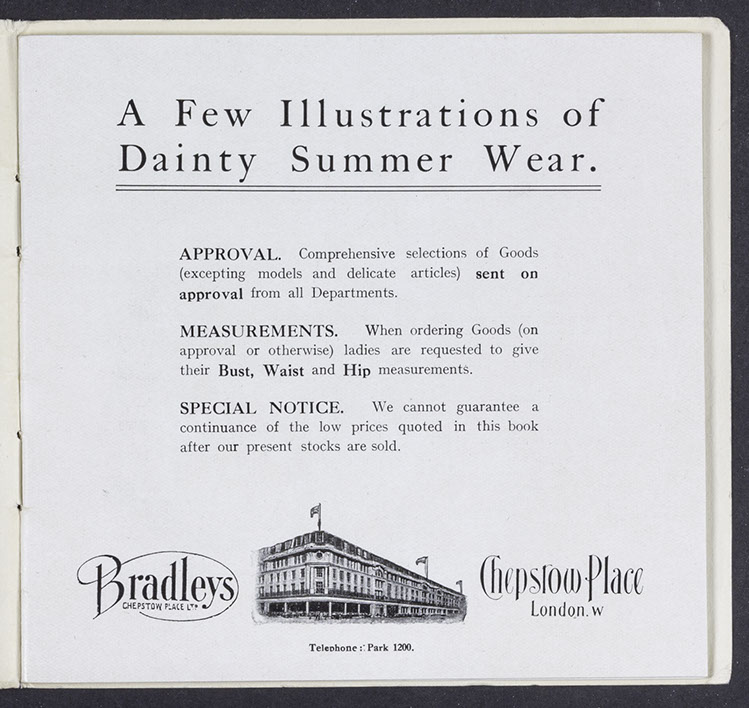 A Few Illustrations of
Dainty Summer Wear.
APPROVAL. Comprehensive selections of Goods
(excepting models and delicate articles) sent on
approval from all Departments.
MEASUREMENTS. When ordering Goods (on
approval or otherwise) ladies are requested to give
their Bust, Waist and Hip measurements.
SPECIAL NOTICE. We cannot guarantee a
continuance of the low prices quoted in this book
after our present stocks are sold.
Bradleys
CHEPSTOW PLACE LTD
Chepstow Place
London. W
Telephone: Park 1200.